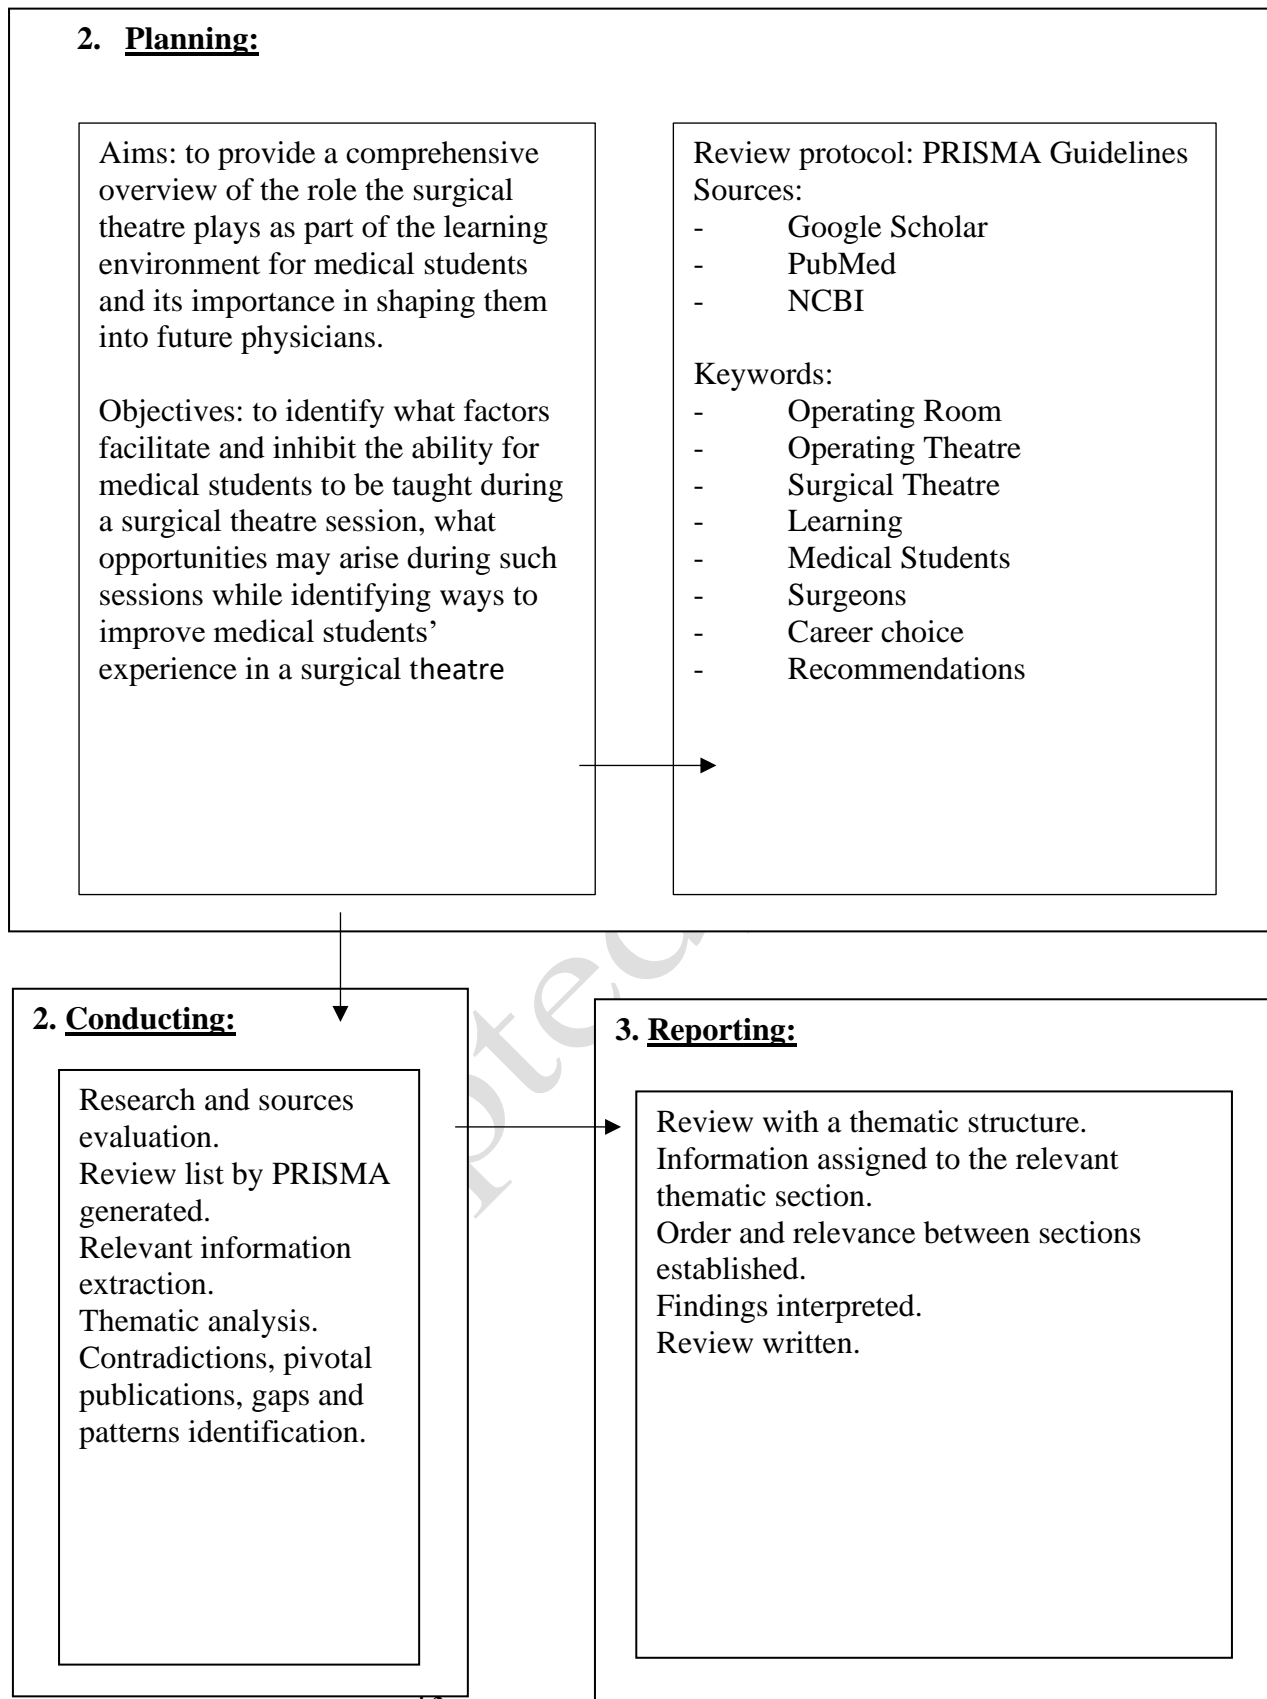 2. Planning:
Aims: to provide a comprehensive
overview of the role the surgical
theatre plays as part of the learning
environment for medical students
and its importance in shaping them
into future physicians.
Objectives: to identify what factors
facilitate and inhibit the ability for
medical students to be taught during
a surgical theatre session, what
opportunities may arise during such
sessions while identifying ways to
improve medical students’
experience in a surgical theatre
Review protocol: PRISMA Guidelines
Sources:
- Google Scholar
- PubMed
- NCBI
Keywords:
- Operating Room
- Operating Theatre
- Surgical Theatre
- Learning
- Medical Students
- Surgeons
- Career choice
- Recommendations
2. Conducting:
Research and sources
evaluation.
Review list by PRISMA
generated.
Relevant information
extraction.
Thematic analysis.
Contradictions, pivotal
publications, gaps and
patterns identification.
3. Reporting:
Review with a thematic structure.
Information assigned to the relevant
thematic section.
Order and relevance between sections
established.
Findings interpreted.
Review written.